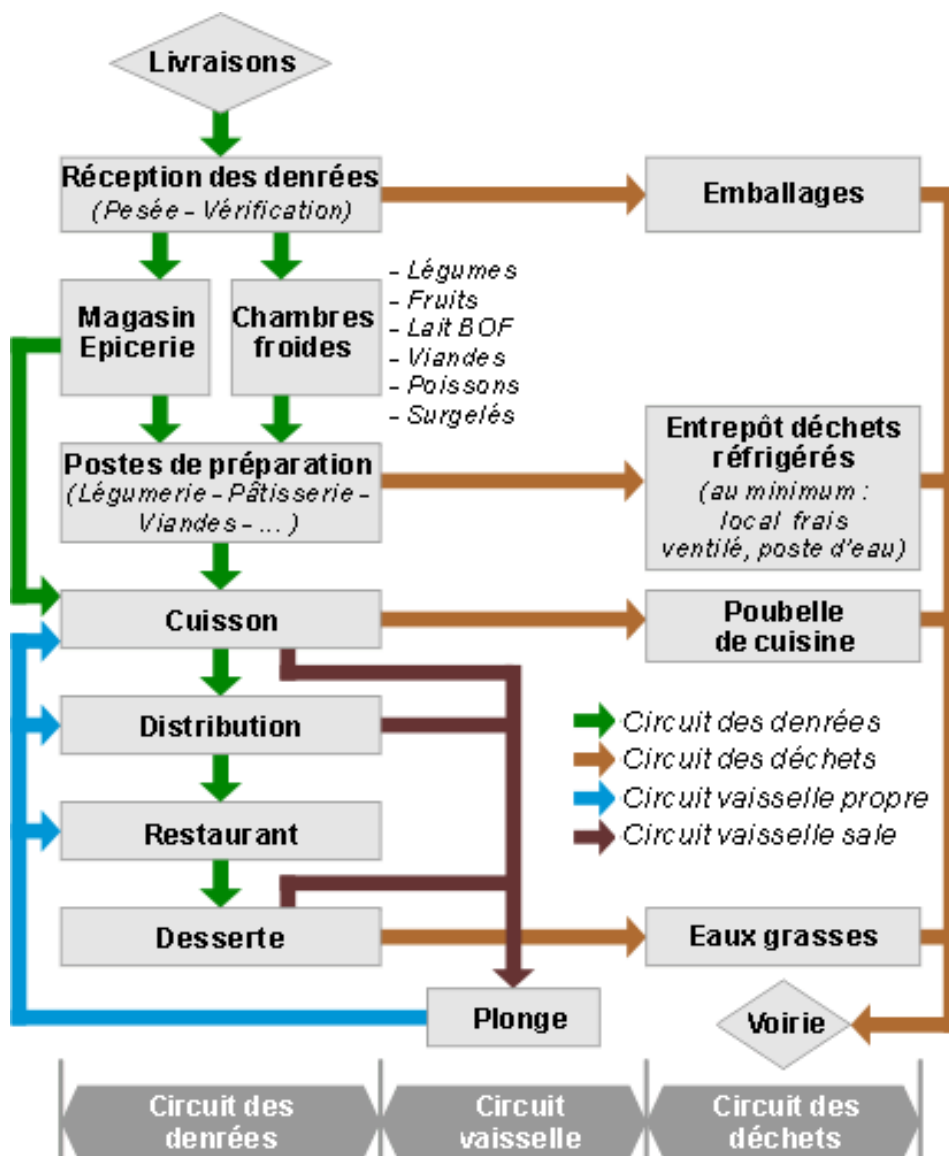 Livraisons
Réception des denrées
(Pesée - Vérification)
Emballages
Magasin
Epicerie
Chambres
froides
- Légumes
- Fruits
- Lait BOF
- Viandes
- Poissons
- Surgelés
Postes de préparation
(Légumerie - Pâtisserie -
Viandes - ... )
Entrepôt déchets
réfrigérés
(au minimum :
local frais
ventilé, poste d'eau)
Cuisson
Poubelle
de cuisine
Distribution
Circuit des denrées
Circuit des déchets
Circuit vaisselle propre
Circuit vaisselle sale
Restaurant
Desserte
Eaux grasses
Plonge
Voirie
Circuit des
denrées
Circuit
vaisselle
Circuit des
déchets